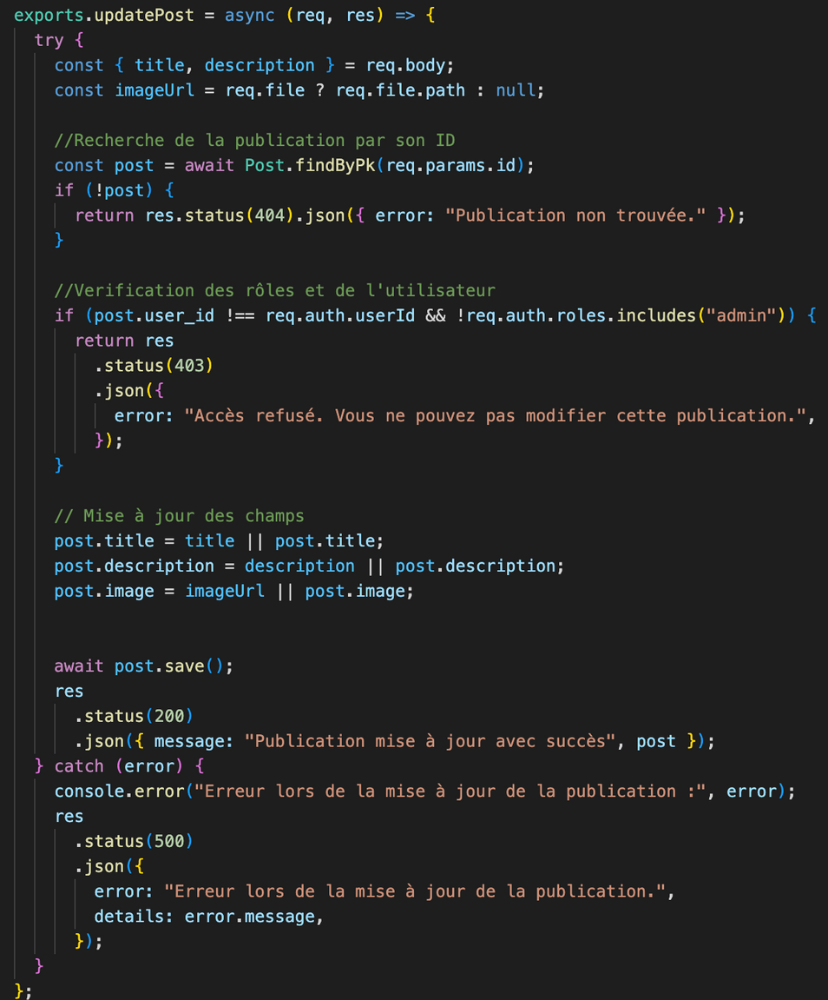 exports.updatePost = async (req, res) => {
try {
const { title, description } = req.body;
const imageUrl = req.file ? req.file.path : null;
//Recherche de la publication par son ID
const post = await Post.findByPk(req.params.id);
if (!post) {
return res.status(404).json({ error: "Publication non trouvée." });
}
//Verification des rôles et de l'utilisateur
if (post.user_id !== req.auth.userId && !req.auth.roles.includes("admin")) {
return res
.status(403)
.json({
error: "Accès refusé. Vous ne pouvez pas modifier cette publication.",
});
}
// Mise à jour des champs
post.title = title || post.title;
post.description = description || post.description;
post.image = imageUrl || post.image;
await post.save();
res
.status(200)
.json({ message: "Publication mise à jour avec succès", post });
} catch (error) {
console.error("Erreur lors de la mise à jour de la publication :", error);
res
.status(500)
.json({
error: "Erreur lors de la mise à jour de la publication.",
details: error.message,
});
}
};